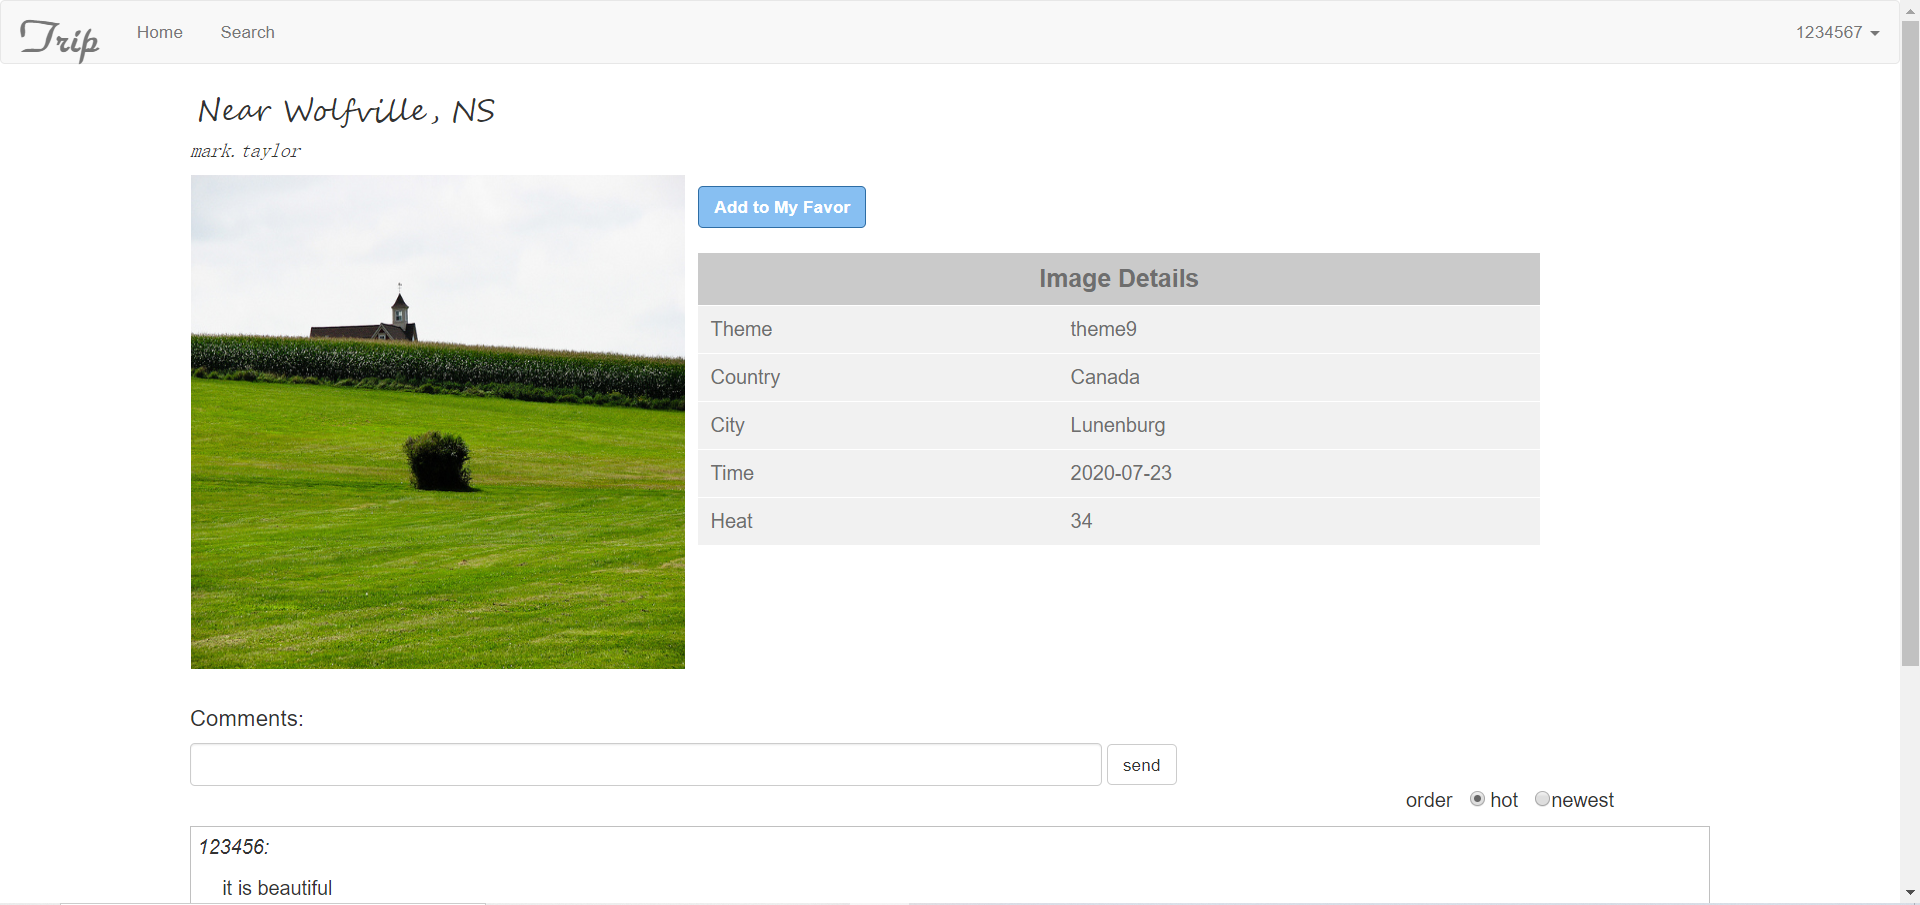 Trip Home Search 1234567
Near Wolfville, NS
mark.taylor
Add to My Favor
Image Details
Theme theme9
Country Canada
City Lunenburg
Time 2020-07-23
Heat 34
Comments:
send
order hot newest
123456:
it is beautiful